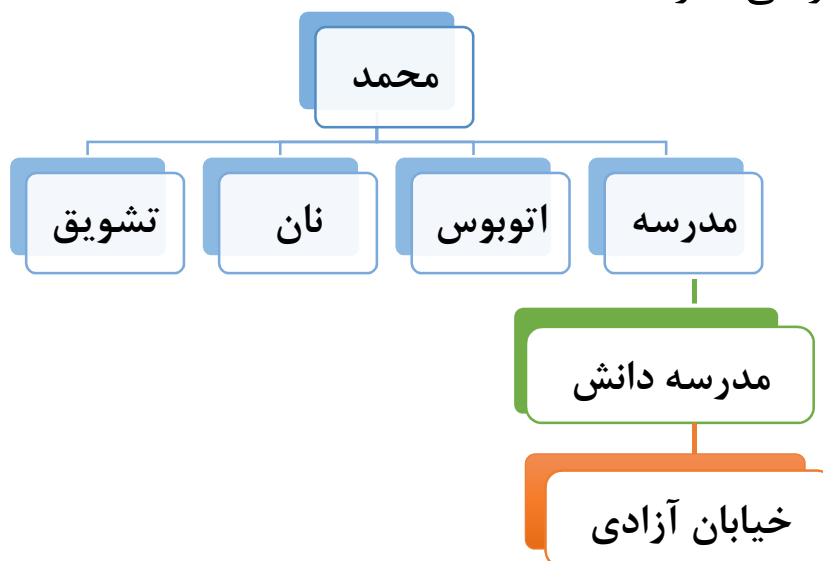 محمد
مدرسه
اتوبوس
نان
تشویق
مدرسه دانش
خیابان آزادی